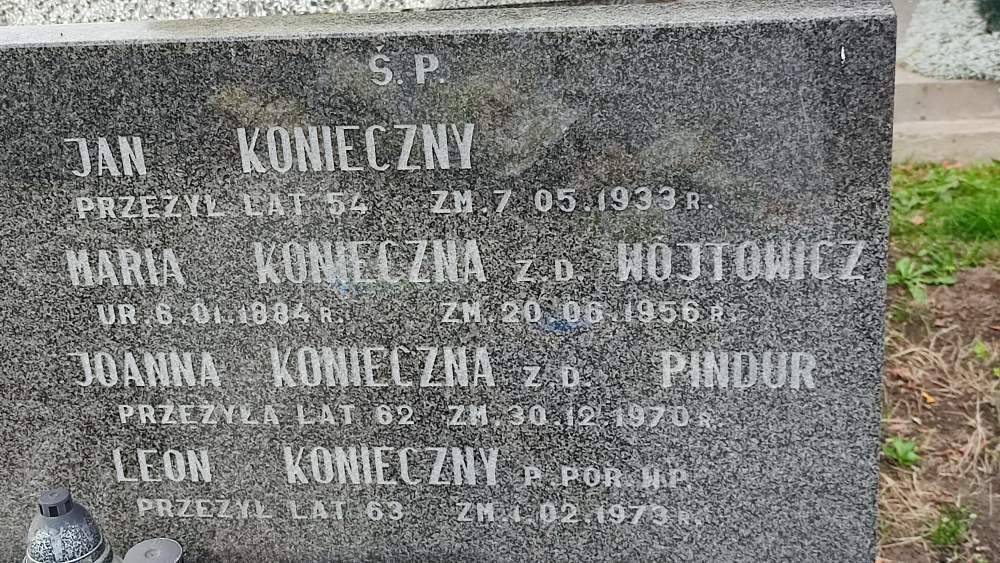 Ś. P.
JAN KONIECZNY
PRZEŻYŁ LAT 54 ZM. 7 05.1933 R.
MARIA KONIECZNA Z D. WOJTOWICZ
UR. 6.01.1884 R. ZM. 20 06.1956 R.
JOANNA KONIECZNA Z.D. PINDUR
PRZEŻYŁA LAT 62 ZM. 30.12.1970 R.
LEON KONIECZNY P. POR W.P.
PRZEŻYŁ LAT 63 ZM. 1.02.1973 R.